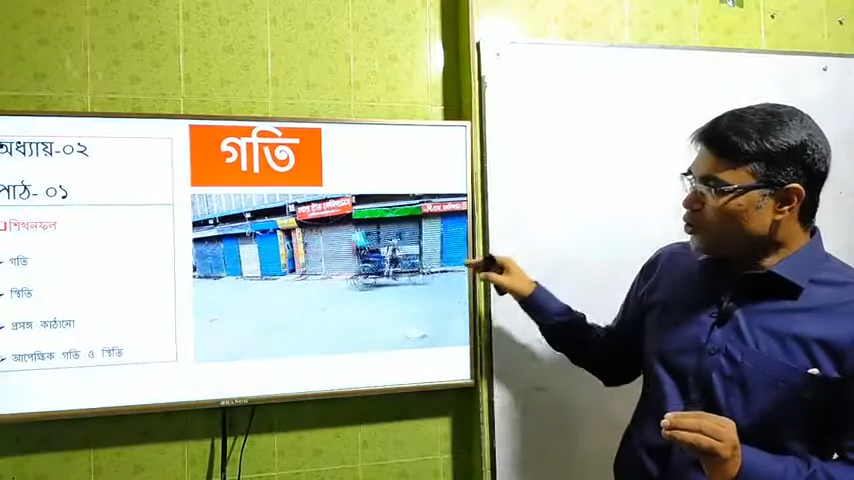 অধ্যায়-০২
গতি
পাঠ- ০১
শিখনফল
গতি
স্থিতি
প্রসঙ্গ কাঠামো
আপেক্ষিক গতি ও স্থিতি